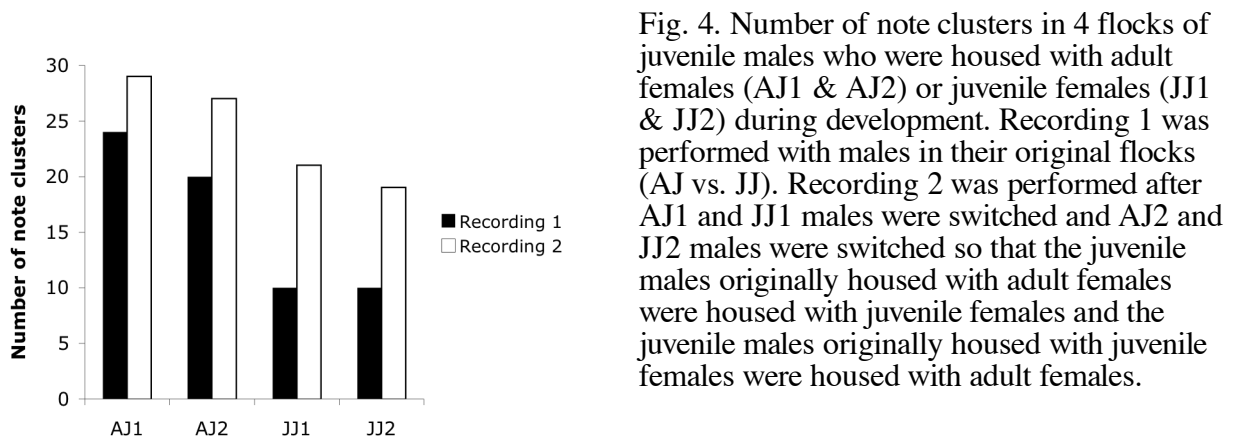 30
25
20
15
10
5
0
Number of note clusters
AJ1
AJ2
JJ1
JJ2
Recording 1
Recording 2
Fig. 4. Number of note clusters in 4 flocks of
juvenile males who were housed with adult
females (AJ1 & AJ2) or juvenile females (JJ1
& JJ2) during development. Recording 1 was
performed with males in their original flocks
(AJ vs. JJ). Recording 2 was performed after
AJ1 and JJ1 males were switched and AJ2 and
JJ2 males were switched so that the juvenile
males originally housed with adult females
were housed with juvenile females and the
juvenile males originally housed with juvenile
females were housed with adult females.